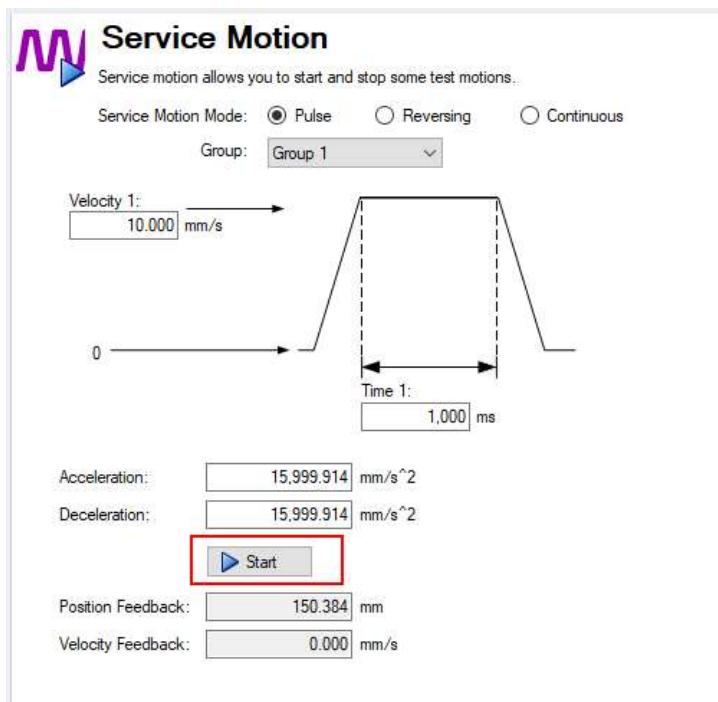 Service Motion
Service motion allows you to start and stop some test motions.
Service Motion Mode: Pulse Reversing Continuous
Group: Group 1
Velocity 1:
10.000 mm/s
0
Time 1:
1,000 ms
Acceleration: 15,999.914 mm/s^2
Deceleration: 15,999.914 mm/s^2
Start
Position Feedback: 150.384 mm
Velocity Feedback: 0.000 mm/s